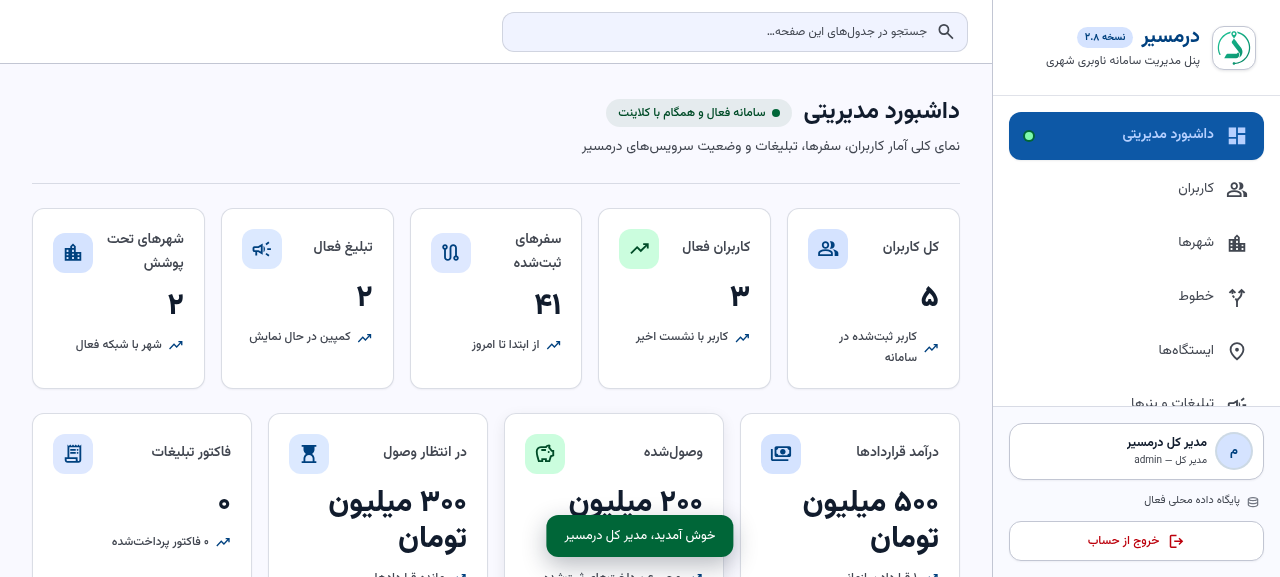 درمسیر
نسخه ۲.۸
پنل مدیریت سامانه ناوبری شهری
داشبورد مدیریتی
کاربران
شهرها
خطوط
ایستگاه‌ها
تبلیغات و بنرها
مدیر کل درمسیر
مدیر کل — admin
م
پایگاه داده محلی فعال
خروج از حساب
جستجو در جدول‌های این صفحه...
داشبورد مدیریتی
سامانه فعال و همگام با کلاینت
نمای کلی آمار کاربران، سفرها، تبلیغات و وضعیت سرویس‌های درمسیر
کل کاربران
۵
کاربر ثبت‌شده در
سامانه
کاربران فعال
۳
کاربر با نشست اخیر
سفرهای
ثبت‌شده
۴۱
از ابتدا تا امروز
تبلیغ فعال
۲
کمپین در حال نمایش
شهرهای تحت
پوشش
۲
شهر با شبکه فعال
درآمد قراردادها
۵۰۰ میلیون
تومان
وصول‌شده
۲۰۰ میلیون
در انتظار وصول
۳۰۰ میلیون
تومان
فاکتور تبلیغات
۰
۰ فاکتور پرداخت‌شده
خوش آمدید، مدیر کل درمسیر